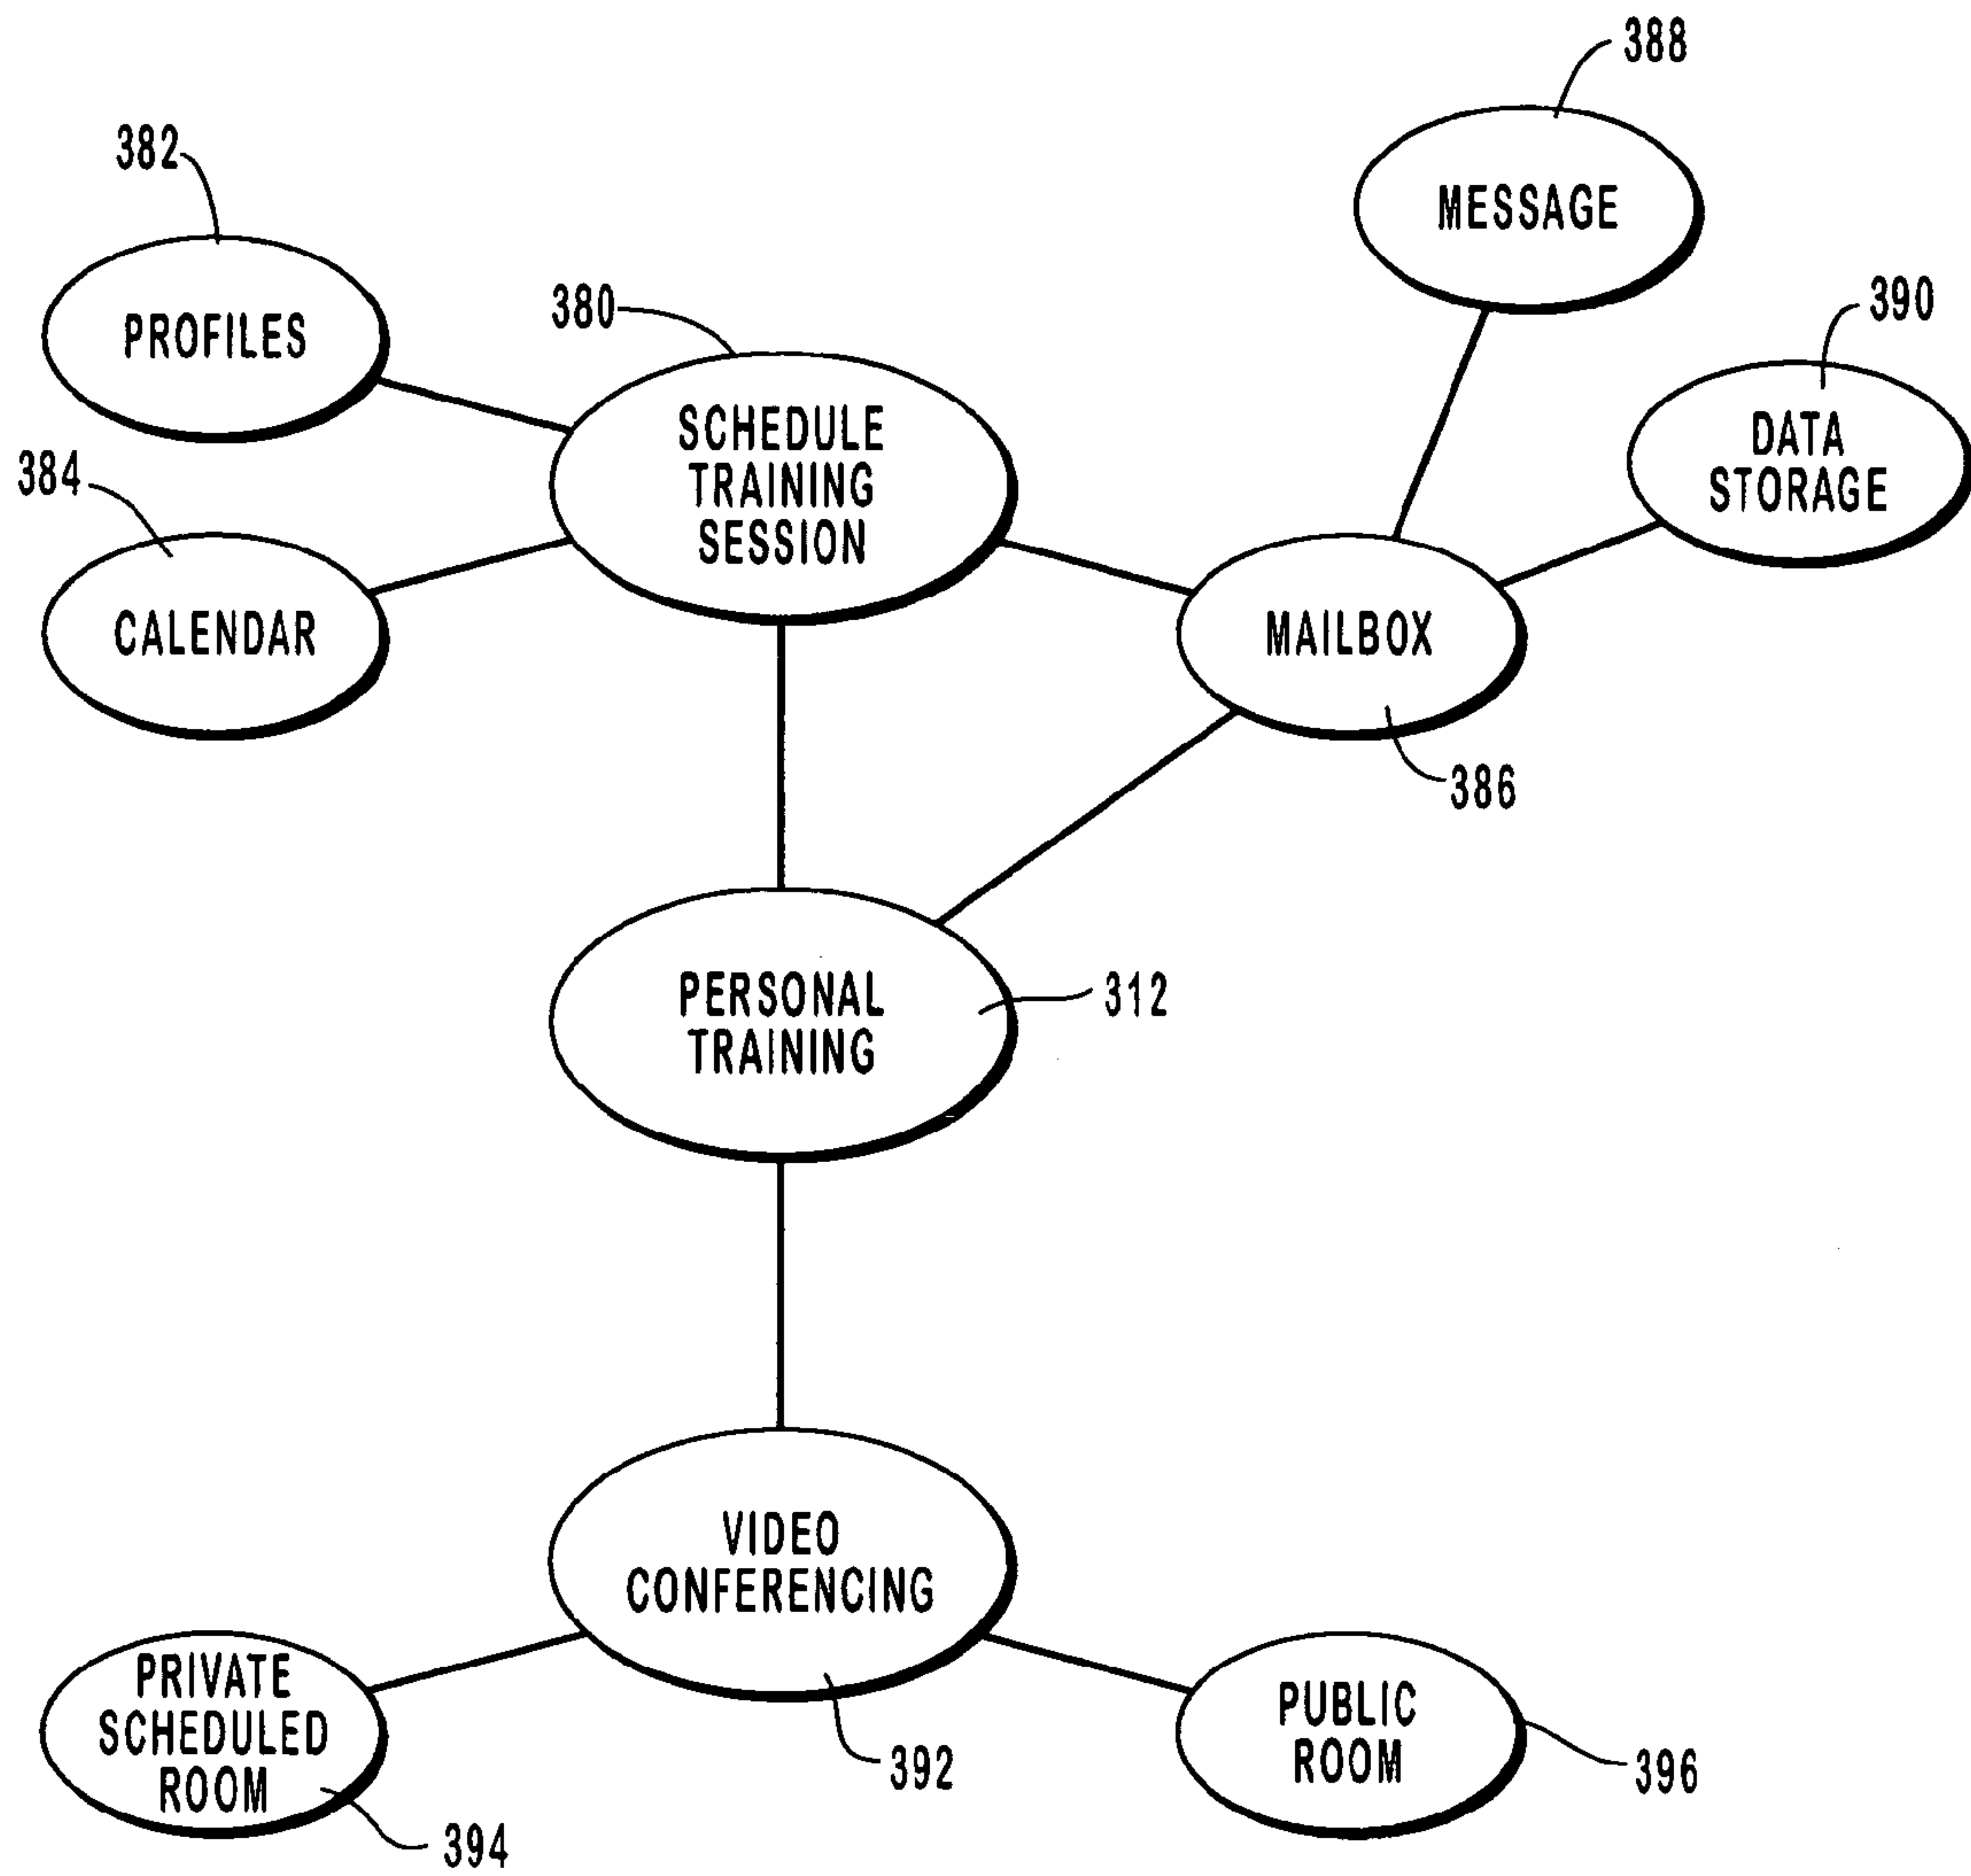 388
MESSAGE
382
PROFILES
380
390
SCHEDULE
TRAINING
SESSION
DATA
STORAGE
384
CALENDAR
MAILBOX
386
PERSONAL
TRAINING
312
VIDEO
CONFERENCING
392
PRIVATE
SCHEDULED
ROOM
394
PUBLIC
ROOM
396